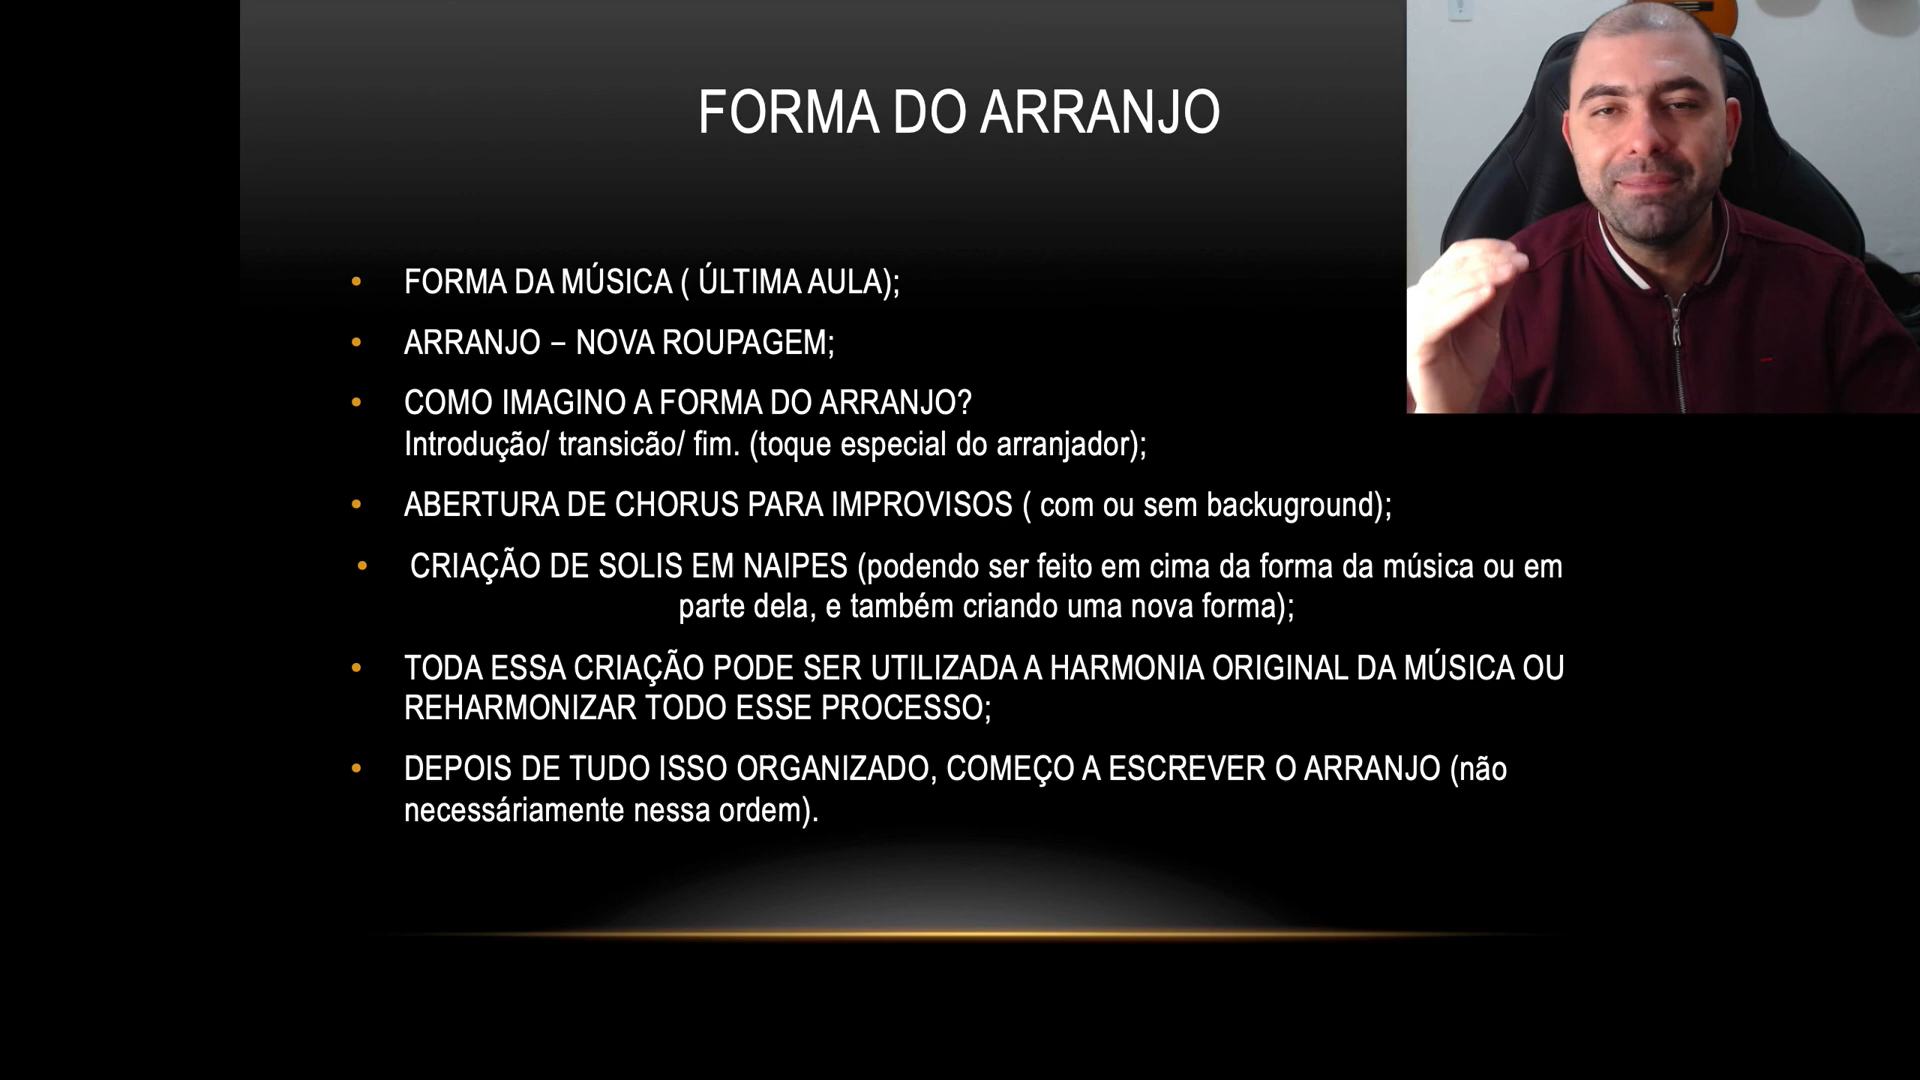 FORMA DO ARRANJO
• FORMA DA MÚSICA ( ÚLTIMA AULA);
• ARRANJO – NOVA ROUPAGEM;
• COMO IMAGINO A FORMA DO ARRANJO?
Introdução/ transicão/ fim. (toque especial do arranjador);
• ABERTURA DE CHORUS PARA IMPROVISOS ( com ou sem backuground);
• CRIAÇÃO DE SOLIS EM NAIPES (podendo ser feito em cima da forma da música ou em
parte dela, e também criando uma nova forma);
• TODA ESSA CRIAÇÃO PODE SER UTILIZADA A HARMONIA ORIGINAL DA MÚSICA OU
REHARMONIZAR TODO ESSE PROCESSO;
• DEPOIS DE TUDO ISSO ORGANIZADO, COMEÇO A ESCREVER O ARRANJO (não
necessáriamente nessa ordem).